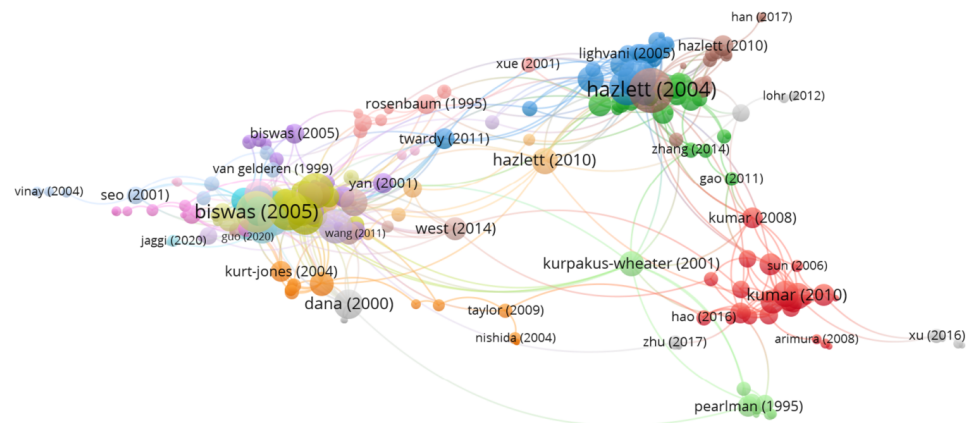 han (2017)
hazlett (2010)
lighvani (2005)
xue (2001)
hazlett (2004)
lohr (2012)
rosenbaum (1995)
biswas (2005)
twardy (2011)
zhang (2014)
hazlett (2010)
van gelderen (1999)
gao (2011)
yan (2001)
vinay (2004)
seo (2001)
biswas (2005)
kumar (2008)
west (2014)
wang (2011)
guo (2020)
jaggi (2020)
kurpakus-wheater (2001)
sun (2006)
kurt-jones (2004)
kumar (2010)
dana (2000)
taylor (2009)
hao (2016)
nishida (2004)
zhu (2017)
arimura (2008)
xu (2016)
pearlman (1995)